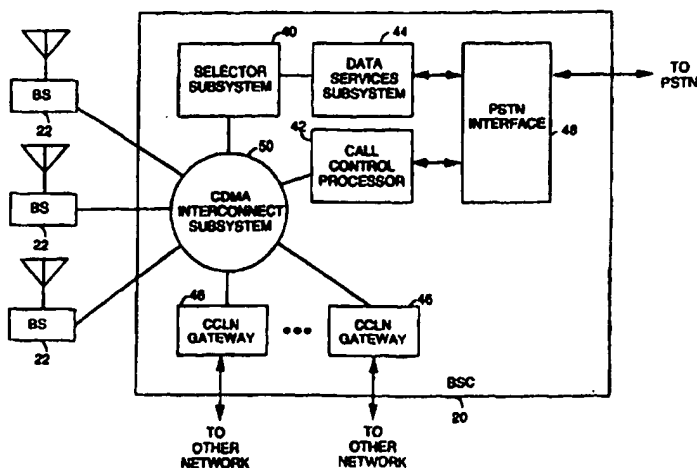 40
SELECTOR
SUBSYSTEM
44
DATA
SERVICES
SUBSYSTEM
PSTN
INTERFACE
48
TO
PSTN
BS
22
BS
22
BS
22
50
CDMA
INTERCONNECT
SUBSYSTEM
42
CALL
CONTROL
PROCESSOR
46
CCLN
GATEWAY
•••
46
CCLN
GATEWAY
BSC
20
TO
OTHER
NETWORK
TO
OTHER
NETWORK